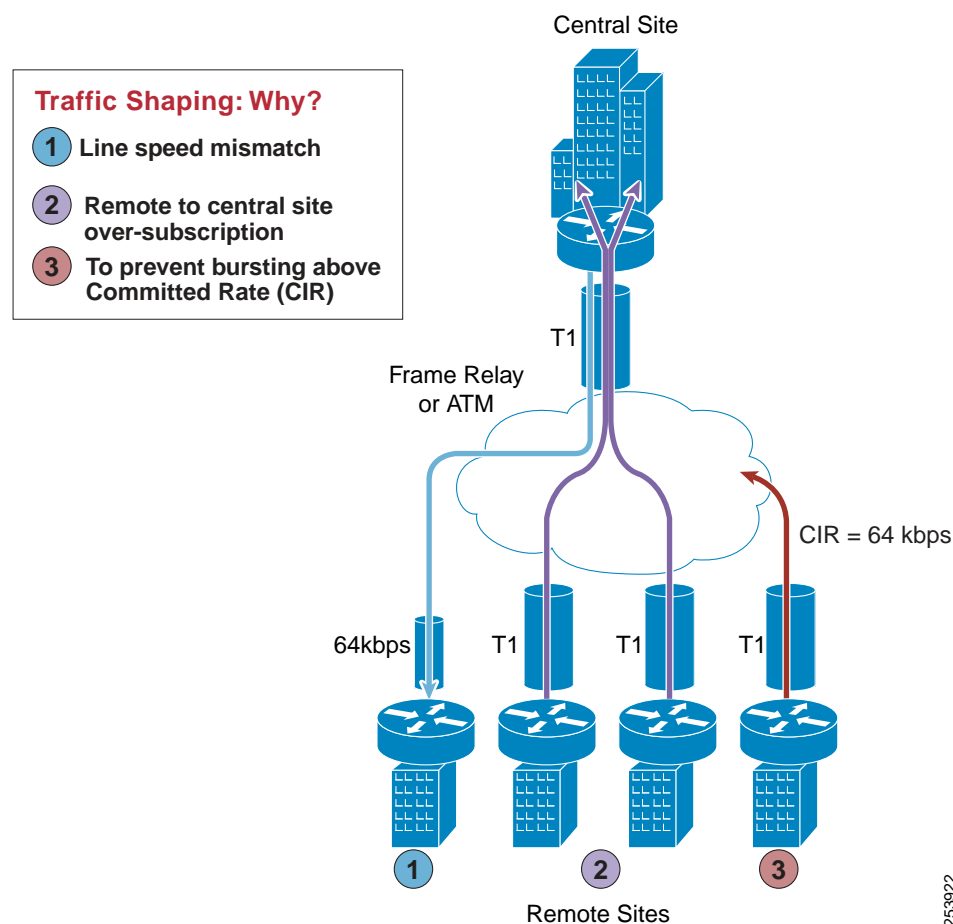 Central Site
Traffic Shaping: Why?
1 Line speed mismatch
2 Remote to central site
over-subscription
3 To prevent bursting above
Committed Rate (CIR)
T1
Frame Relay
or ATM
CIR = 64 kbps
64kbps
T1
T1
T1
1
2
3
Remote Sites
253922